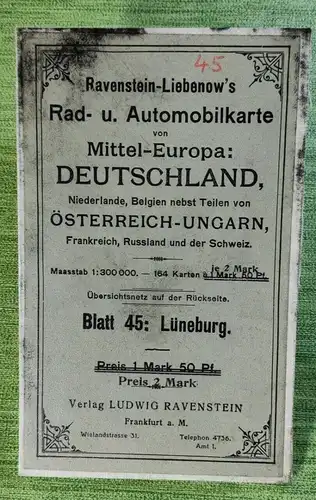 45
Ravenstein-Liebenow's
Rad- u. Automobilkarte
von
Mittel-Europa:
DEUTSCHLAND,
Niederlande, Belgien nebst Teilen von
ÖSTERREICH-UNGARN,
Frankreich, Russland und der Schweiz.
je 2 Mark
Maasstab 1:300000. — 164 Karten à 1 Mark 50 Pf.
Übersichtsnetz auf der Rückseite.
Blatt 45: Lüneburg.
Preis 1 Mark 50 Pf.
Preis 2 Mark
Verlag LUDWIG RAVENSTEIN
Frankfurt a. M.
Wielandstrasse 31. Telephon 4736.
Amt I.